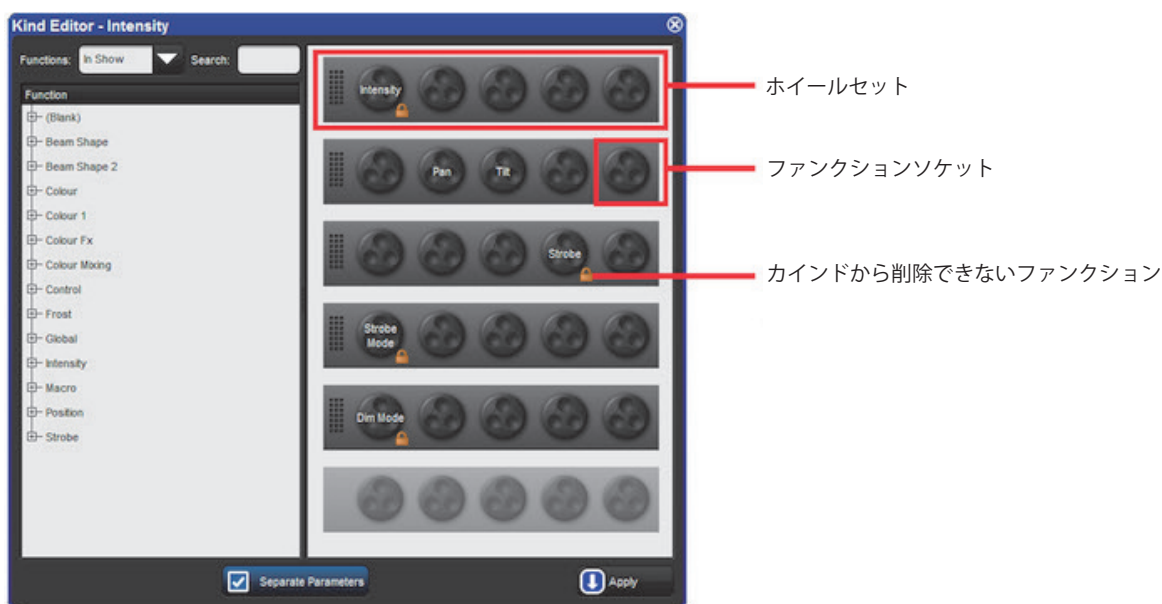 Kind Editor - Intensity
Functions: In Show Search:
Function
(Blank)
Beam Shape
Beam Shape 2
Colour
Colour 1
Colour Fx
Colour Mixing
Control
Frost
Global
Intensity
Macro
Position
Strobe
Intensity
Pan Tilt
Strobe
Strobe
Mode
Dim Mode
Separate Parameters
Apply
ホイールセット
ファンクションソケット
カインドから削除できないファンクション